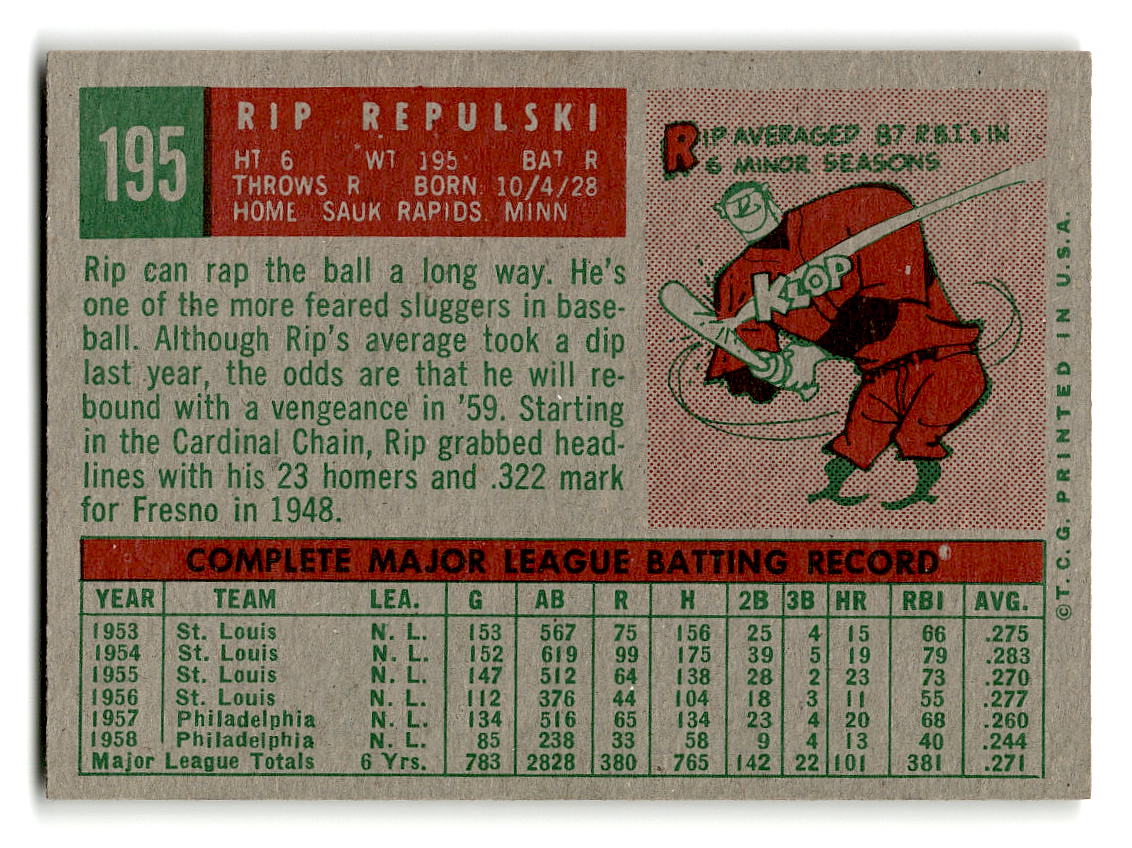 195
RIP REPULSKI
HT 6 WT 195 BAT R
THROWS R BORN 10/4/28
HOME SAUK RAPIDS MINN
RIP AVERAGED 87 R.B.I.s IN
6 MINOR SEASONS
KLOP
Rip can rap the ball a long way. He's
one of the more feared sluggers in base-
ball. Although Rip's average took a dip
last year, the odds are that he will re-
bound with a vengeance in '59. Starting
in the Cardinal Chain, Rip grabbed head-
lines with his 23 homers and .322 mark
for Fresno in 1948.
©T.C.G. PRINTED IN U.S.A.
COMPLETE MAJOR LEAGUE BATTING RECORD
YEAR TEAM LEA. G AB R H 2B 3B HR RBI AVG.
1953 St. Louis N. L. 153 567 75 156 25 4 15 66 .275
1954 St. Louis N. L. 152 619 99 175 39 5 19 79 .283
1955 St. Louis N. L. 147 512 64 138 28 2 23 73 .270
1956 St. Louis N. L. 112 376 44 104 18 3 11 55 .277
1957 Philadelphia N. L. 134 516 65 134 23 4 20 68 .260
1958 Philadelphia N. L. 85 238 33 58 9 4 13 40 .244
Major League Totals 6 Yrs. 783 2828 380 765 142 22 101 381 .271